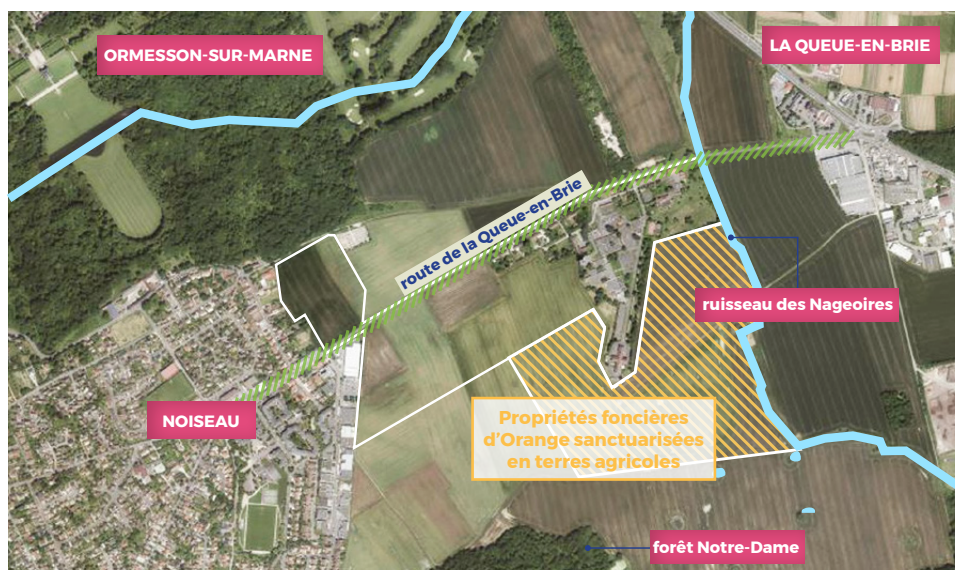 ORMESSON-SUR-MARNE
LA QUEUE-EN-BRIE
route de la Queue-en-Brie
ruisseau des Nageoires
NOISEAU
Propriétés foncières
d'Orange sanctuarisées
en terres agricoles
forêt Notre-Dame